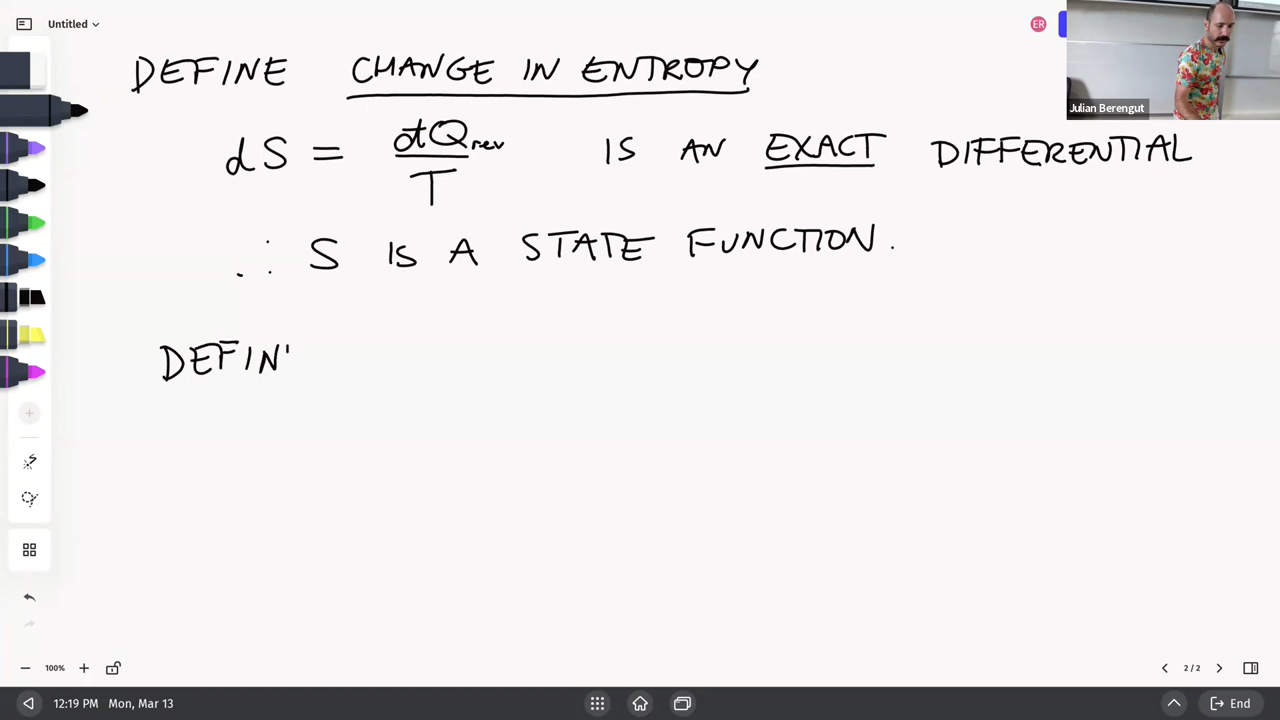 Untitled
ER
Julian Berengut
DEFINE CHANGE IN ENTROPY
dS = đQrev / T IS AN EXACT DIFFERENTIAL
∴ S IS A STATE FUNCTION.
DEFIN'
100%
2/2
12:19 PM Mon, Mar 13
End